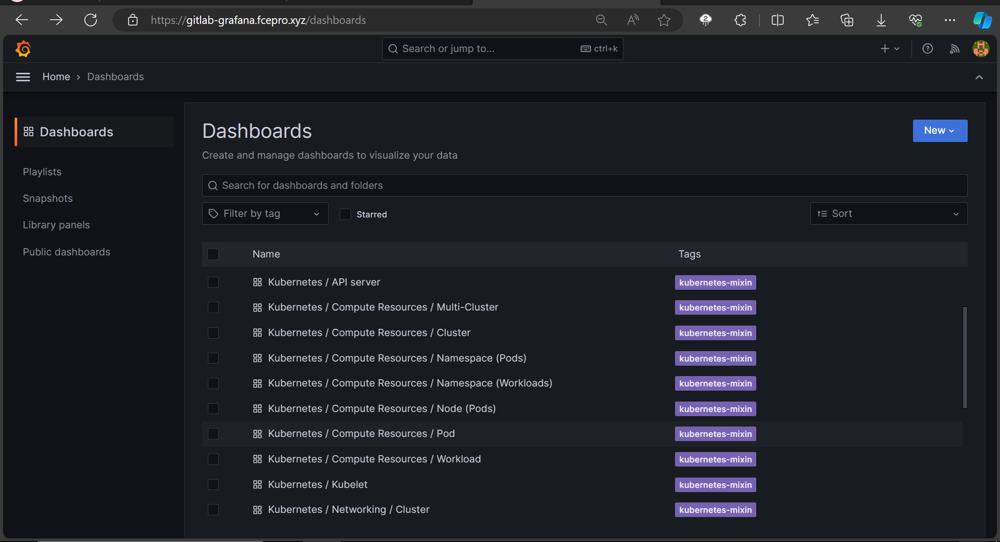 https://gitlab-grafana.fcepro.xyz/dashboards
2
Search or jump to...
ctrl+k
Home › Dashboards
Dashboards
Playlists
Snapshots
Library panels
Public dashboards
Dashboards
New
Create and manage dashboards to visualize your data
Search for dashboards and folders
Filter by tag
Starred
Sort
Name Tags
Kubernetes / API server kubernetes-mixin
Kubernetes / Compute Resources / Multi-Cluster kubernetes-mixin
Kubernetes / Compute Resources / Cluster kubernetes-mixin
Kubernetes / Compute Resources / Namespace (Pods) kubernetes-mixin
Kubernetes / Compute Resources / Namespace (Workloads) kubernetes-mixin
Kubernetes / Compute Resources / Node (Pods) kubernetes-mixin
Kubernetes / Compute Resources / Pod kubernetes-mixin
Kubernetes / Compute Resources / Workload kubernetes-mixin
Kubernetes / Kubelet kubernetes-mixin
Kubernetes / Networking / Cluster kubernetes-mixin